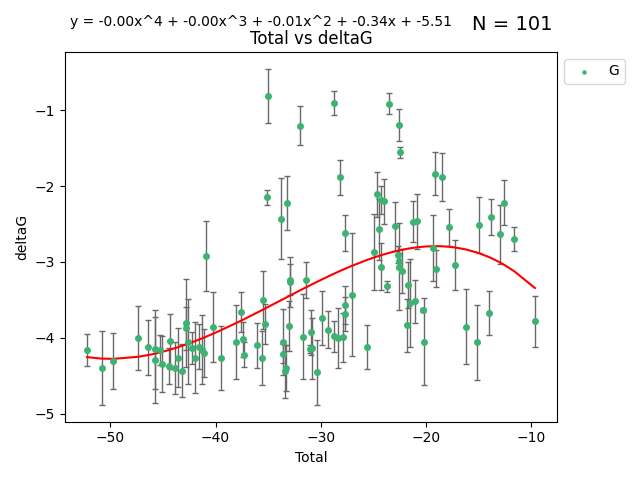 y = -0.00x^4 + -0.00x^3 + -0.01x^2 + -0.34x + -5.51
N = 101
Total vs deltaG
G
deltaG
−1
−2
−3
−4
−5
−50
−40
−30
−20
−10
Total